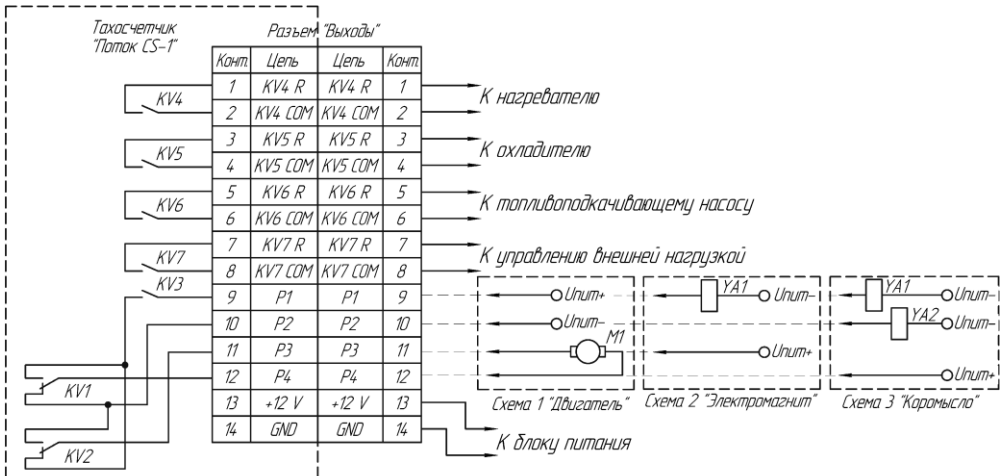 Тахосчетчик
"Поток CS-1"
Разъем "Выходы"
Конт. Цепь Цепь Конт.
1 KV4 R KV4 R 1
KV4
К нагревателю
2 KV4 COM KV4 COM 2
3 KV5 R KV5 R 3
KV5
К охладителю
4 KV5 COM KV5 COM 4
5 KV6 R KV6 R 5
KV6
К топливоподкачивающему насосу
6 KV6 COM KV6 COM 6
7 KV7 R KV7 R 7
KV7
К управлению внешней нагрузкой
8 KV7 COM KV7 COM 8
KV3
9 P1 P1 9
Uпит+ YA1 Uпит- YA1 Uпит-
10 P2 P2 10
Uпит- YA2 Uпит-
11 P3 P3 11
M1 Uпит+
12 P4 P4 12
Uпит+
KV1
13 +12 V +12 V 13
Схема 1 "Двигатель" Схема 2 "Электромагнит" Схема 3 "Коромысло"
14 GND GND 14
К блоку питания
KV2